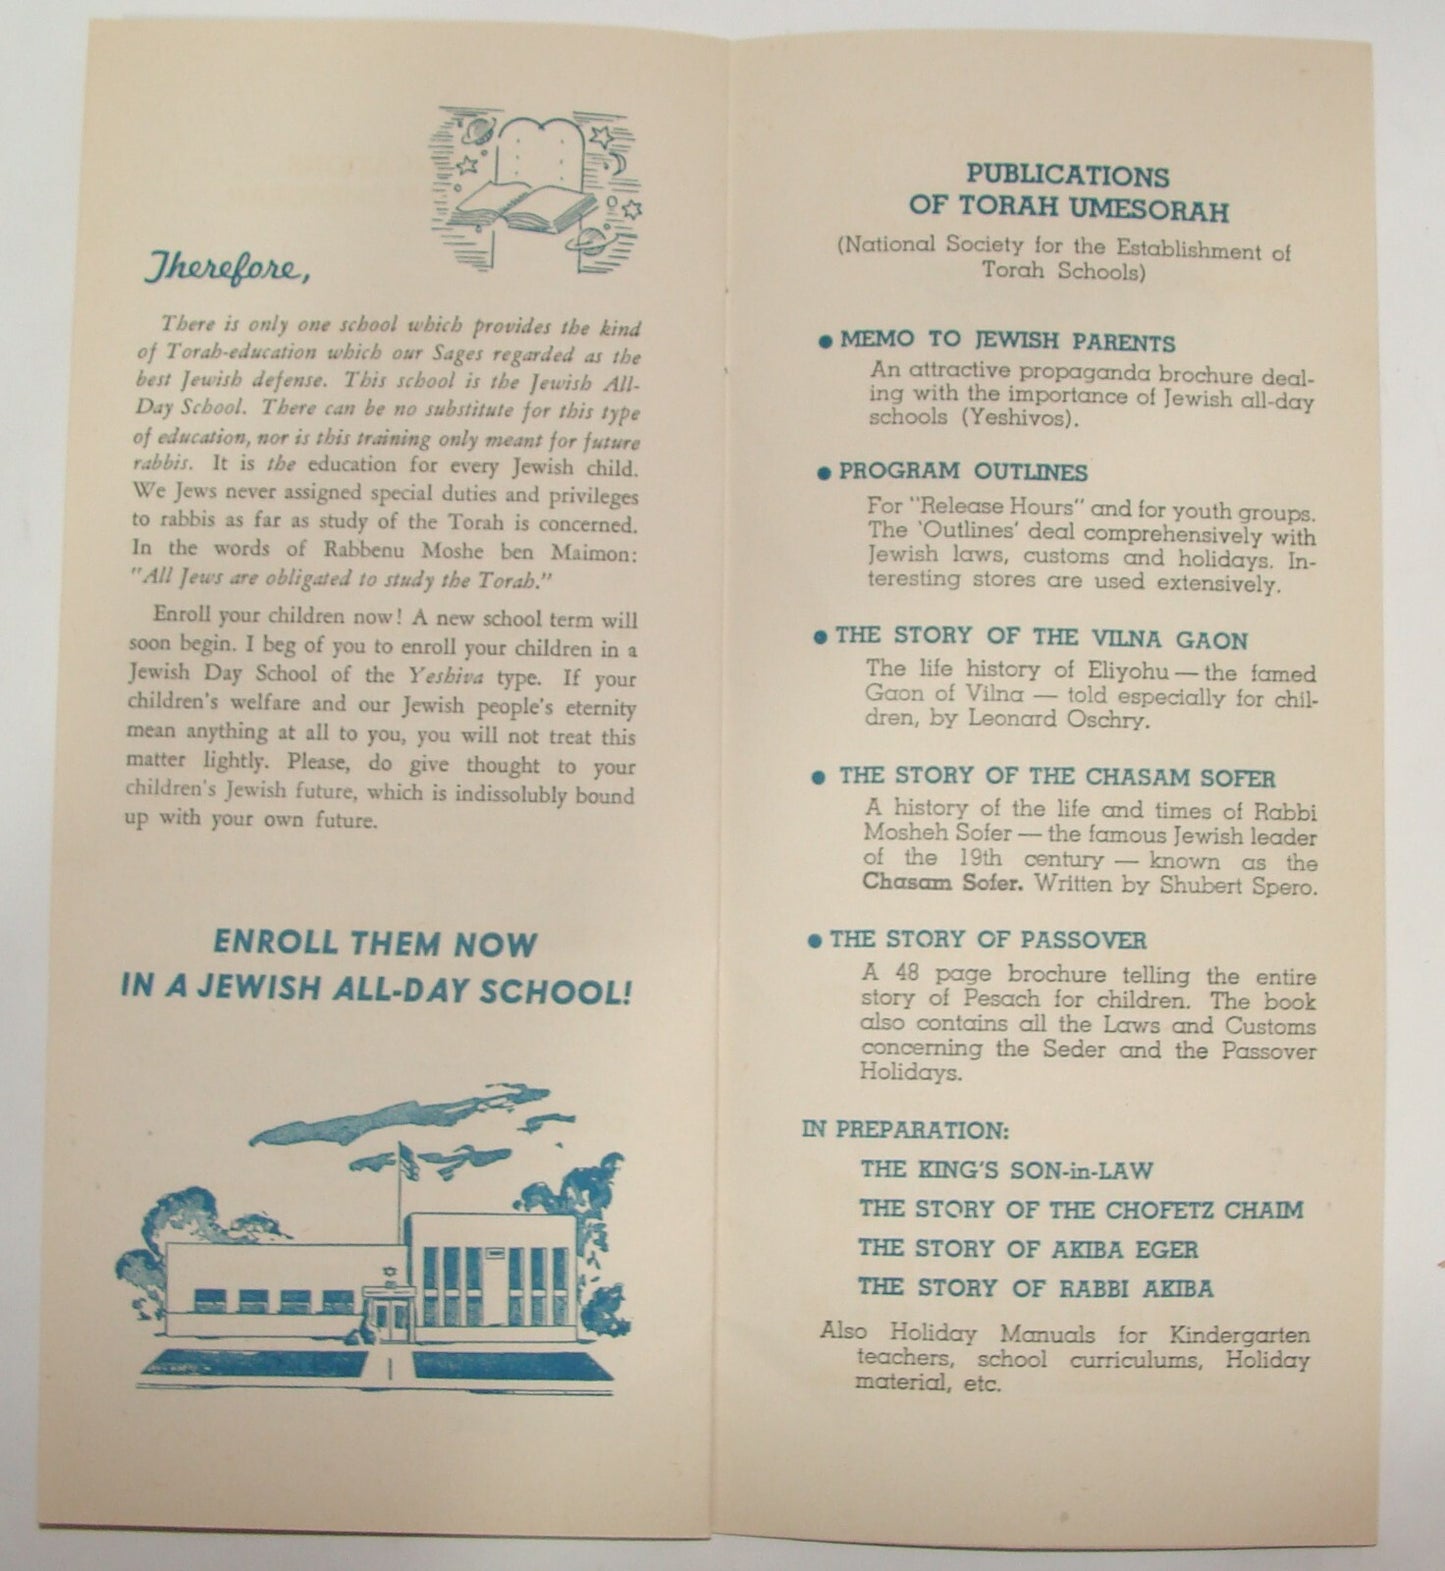 Therefore,
There is only one school which provides the kind
of Torah-education which our Sages regarded as the
best Jewish defense. This school is the Jewish All-
Day School. There can be no substitute for this type
of education, nor is this training only meant for future
rabbis. It is the education for every Jewish child.
We Jews never assigned special duties and privileges
to rabbis as far as study of the Torah is concerned.
In the words of Rabbenu Moshe ben Maimon:
"All Jews are obligated to study the Torah."
Enroll your children now! A new school term will
soon begin. I beg of you to enroll your children in a
Jewish Day School of the Yeshiva type. If your
children's welfare and our Jewish people's eternity
mean anything at all to you, you will not treat this
matter lightly. Please, do give thought to your
children's Jewish future, which is indissolubly bound
up with your own future.
ENROLL THEM NOW
IN A JEWISH ALL-DAY SCHOOL!
PUBLICATIONS
OF TORAH UMESORAH
(National Society for the Establishment of
Torah Schools)
● MEMO TO JEWISH PARENTS
An attractive propaganda brochure deal-
ing with the importance of Jewish all-day
schools (Yeshivos).
● PROGRAM OUTLINES
For "Release Hours" and for youth groups.
The 'Outlines' deal comprehensively with
Jewish laws, customs and holidays. In-
teresting stores are used extensively.
● THE STORY OF THE VILNA GAON
The life history of Eliyohu — the famed
Gaon of Vilna — told especially for chil-
dren, by Leonard Oschry.
● THE STORY OF THE CHASAM SOFER
A history of the life and times of Rabbi
Mosheh Sofer — the famous Jewish leader
of the 19th century — known as the
Chasam Sofer. Written by Shubert Spero.
● THE STORY OF PASSOVER
A 48 page brochure telling the entire
story of Pesach for children. The book
also contains all the Laws and Customs
concerning the Seder and the Passover
Holidays.
IN PREPARATION:
THE KING'S SON-in-LAW
THE STORY OF THE CHOFETZ CHAIM
THE STORY OF AKIBA EGER
THE STORY OF RABBI AKIBA
Also Holiday Manuals for Kindergarten
teachers, school curriculums, Holiday
material, etc.